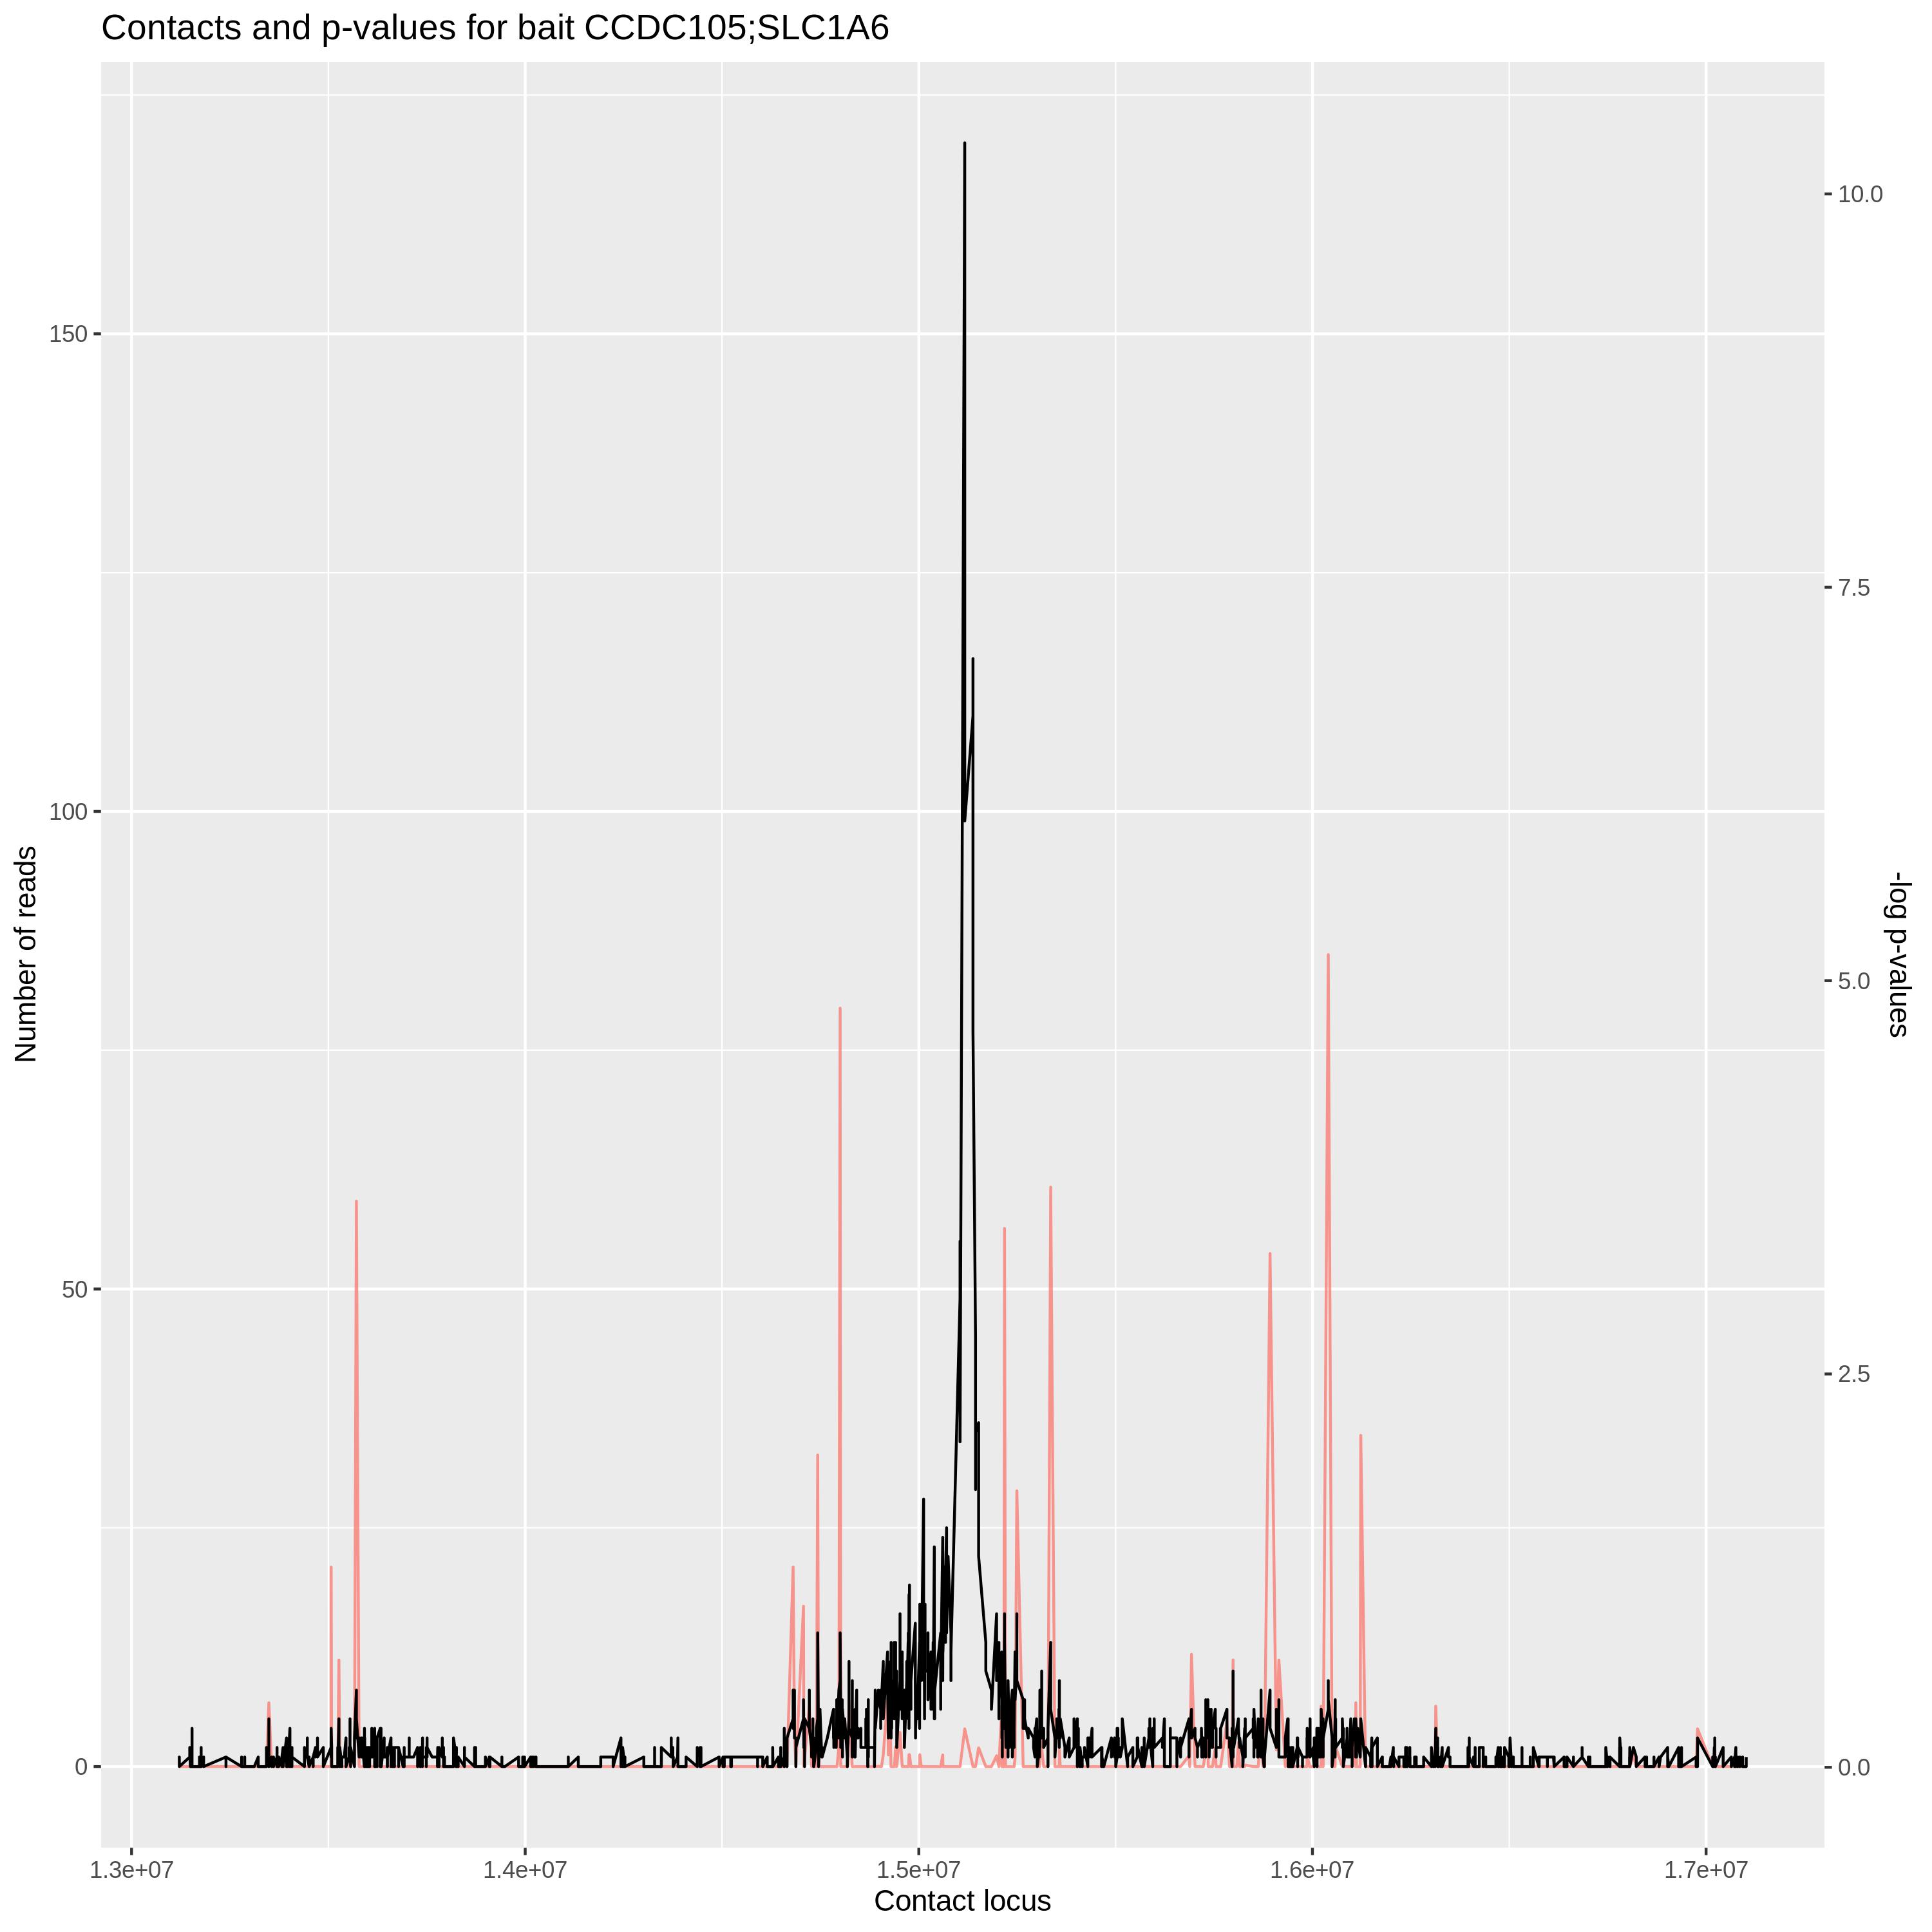 Contacts and p-values for bait CCDC105;SLC1A6
150
100
50
0
Number of reads
10.0
7.5
5.0
2.5
0.0
-log p-values
1.3e+07
1.4e+07
1.5e+07
1.6e+07
1.7e+07
Contact locus